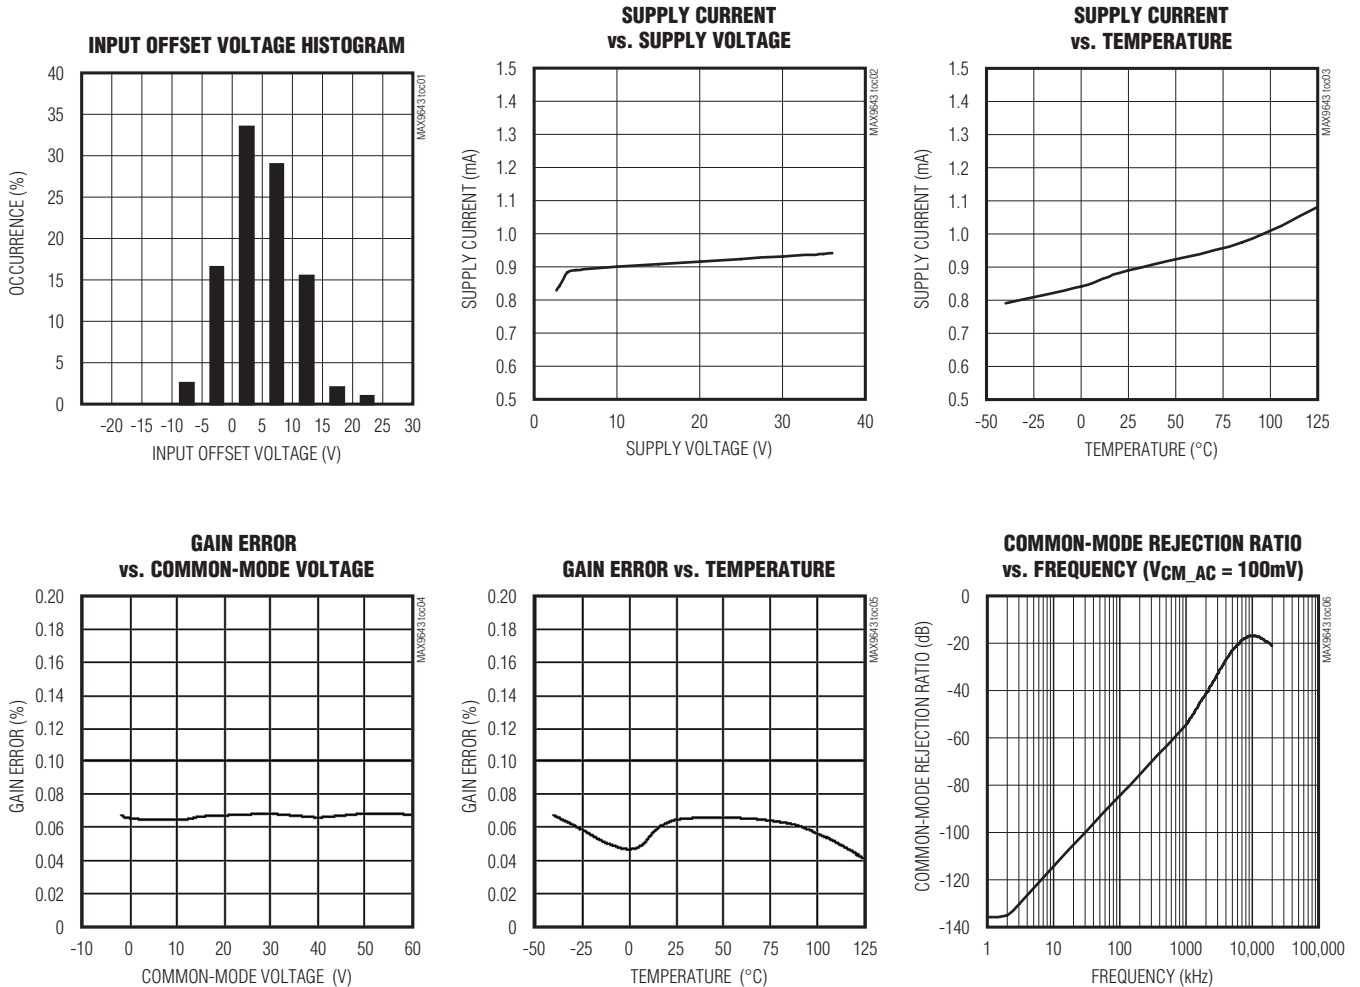 INPUT OFFSET VOLTAGE HISTOGRAM
40
35
30
25
20
15
10
5
0
OCCURRENCE (%)
-20 -15 -10 -5 0 5 10 15 20 25 30
INPUT OFFSET VOLTAGE (V)
MAX9643 toc01
SUPPLY CURRENT
vs. SUPPLY VOLTAGE
1.5
1.4
1.3
1.2
1.1
1.0
0.9
0.8
0.7
0.6
0.5
SUPPLY CURRENT (mA)
0 10 20 30 40
SUPPLY VOLTAGE (V)
MAX9643 toc02
SUPPLY CURRENT
vs. TEMPERATURE
1.5
1.4
1.3
1.2
1.1
1.0
0.9
0.8
0.7
0.6
0.5
SUPPLY CURRENT (mA)
-50 -25 0 25 50 75 100 125
TEMPERATURE (°C)
MAX9643 toc03
GAIN ERROR
vs. COMMON-MODE VOLTAGE
0.20
0.18
0.16
0.14
0.12
0.10
0.08
0.06
0.04
0.02
0
GAIN ERROR (%)
-10 0 10 20 30 40 50 60
COMMON-MODE VOLTAGE (V)
MAX9643 toc04
GAIN ERROR vs. TEMPERATURE
0.20
0.18
0.16
0.14
0.12
0.10
0.08
0.06
0.04
0.02
0
GAIN ERROR (%)
-50 -25 0 25 50 75 100 125
TEMPERATURE (°C)
MAX9643 toc05
COMMON-MODE REJECTION RATIO
vs. FREQUENCY (VCM_AC = 100mV)
0
-20
-40
-60
-80
-100
-120
-140
COMMON-MODE REJECTION RATIO (dB)
1 10 100 1000 10,000 100,000
FREQUENCY (kHz)
MAX9643 toc06